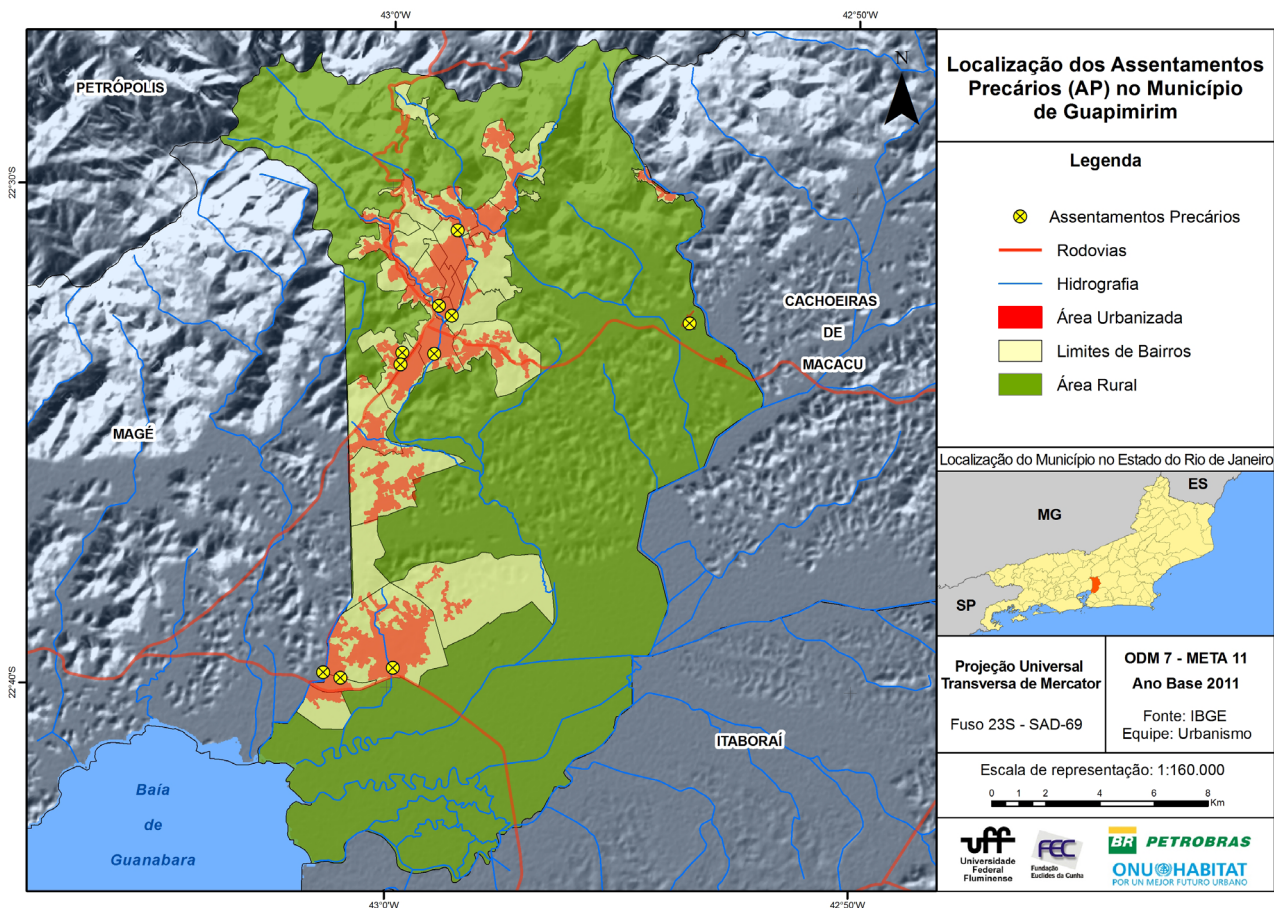 43°0'W
42°50'W
PETRÓPOLIS
N
22°30'S
CACHOEIRAS
DE
MACACU
MAGÉ
22°40'S
ITABORAÍ
Baía
de
Guanabara
43°0'W
42°50'W
Localização dos Assentamentos
Precários (AP) no Município
de Guapimirim
Legenda
Assentamentos Precários
Rodovias
Hidrografia
Área Urbanizada
Limites de Bairros
Área Rural
Localização do Município no Estado do Rio de Janeiro
ES
MG
SP
Projeção Universal
Transversa de Mercator
Fuso 23S - SAD-69
ODM 7 - META 11
Ano Base 2011
Fonte: IBGE
Equipe: Urbanismo
Escala de representação: 1:160.000
0 1 2 4 6 8
Km
uff
Universidade
Federal
Fluminense
FEC
Fundação
Euclides da Cunha
BR PETROBRAS
ONU HABITAT
POR UN MEJOR FUTURO URBANO